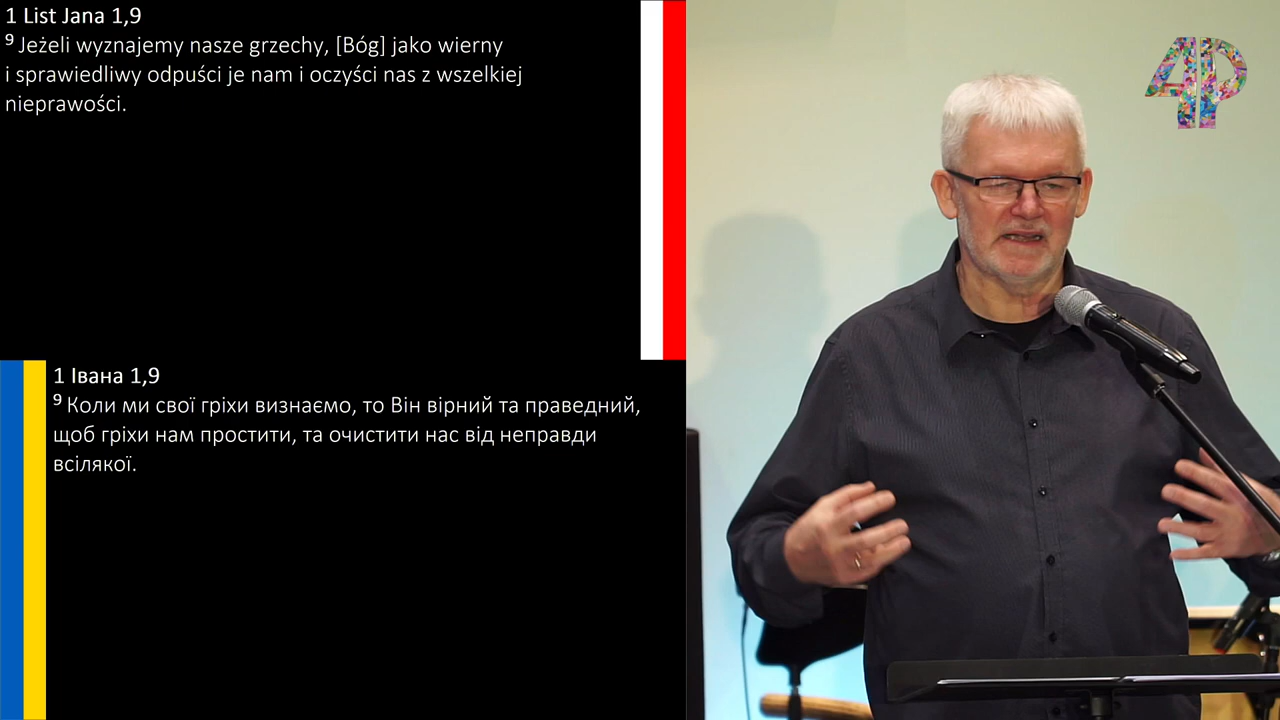 1 List Jana 1,9
⁹ Jeżeli wyznajemy nasze grzechy, [Bóg] jako wierny
i sprawiedliwy odpuści je nam i oczyści nas z wszelkiej
nieprawości.
1 Івана 1,9
⁹ Коли ми свої гріхи визнаємо, то Він вірний та праведний,
щоб гріхи нам простити, та очистити нас від неправди
всілякої.
4P